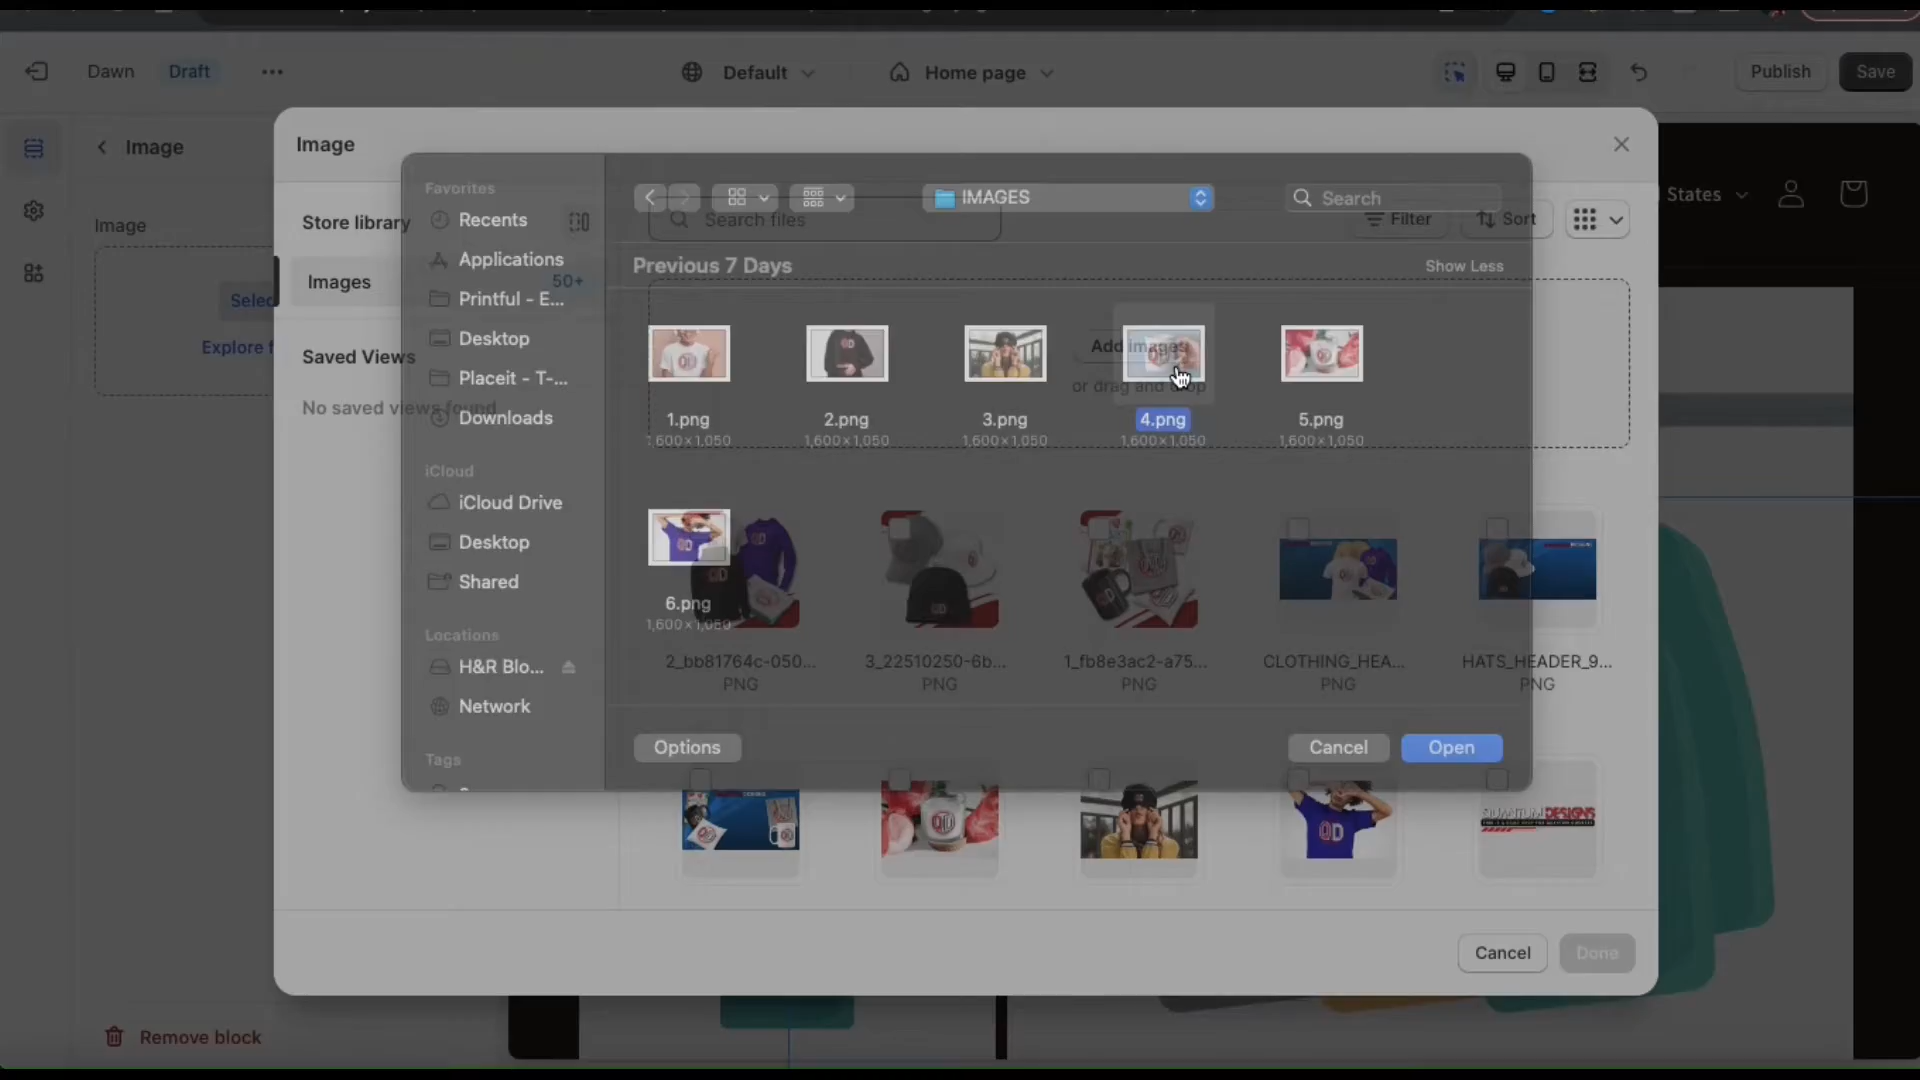 Dawn
Draft
Default
Home page
Publish
Save
Image
Image
Image
Selec
Explore f
Remove block
Store library
Images
50+
Saved Views
No saved views found
Search files
Filter
Sort
States
Favorites
Recents
Applications
Printful - E...
Desktop
Placeit - T-...
Downloads
iCloud
iCloud Drive
Desktop
Shared
Locations
H&R Blo...
Network
Tags
IMAGES
Search
Previous 7 Days
Show Less
Add images
or drag and drop
1.png
1,600×1,050
2.png
1,600×1,050
3.png
1,600×1,050
4.png
1,600×1,050
5.png
1,600×1,050
6.png
1,600×1,050
2_bb81764c-050...
PNG
3_22510250-6b...
PNG
1_fb8e3ac2-a75...
PNG
CLOTHING_HEA...
PNG
HATS_HEADER_9...
PNG
Options
Cancel
Open
QUANTUM DESIGNS
Cancel
Done